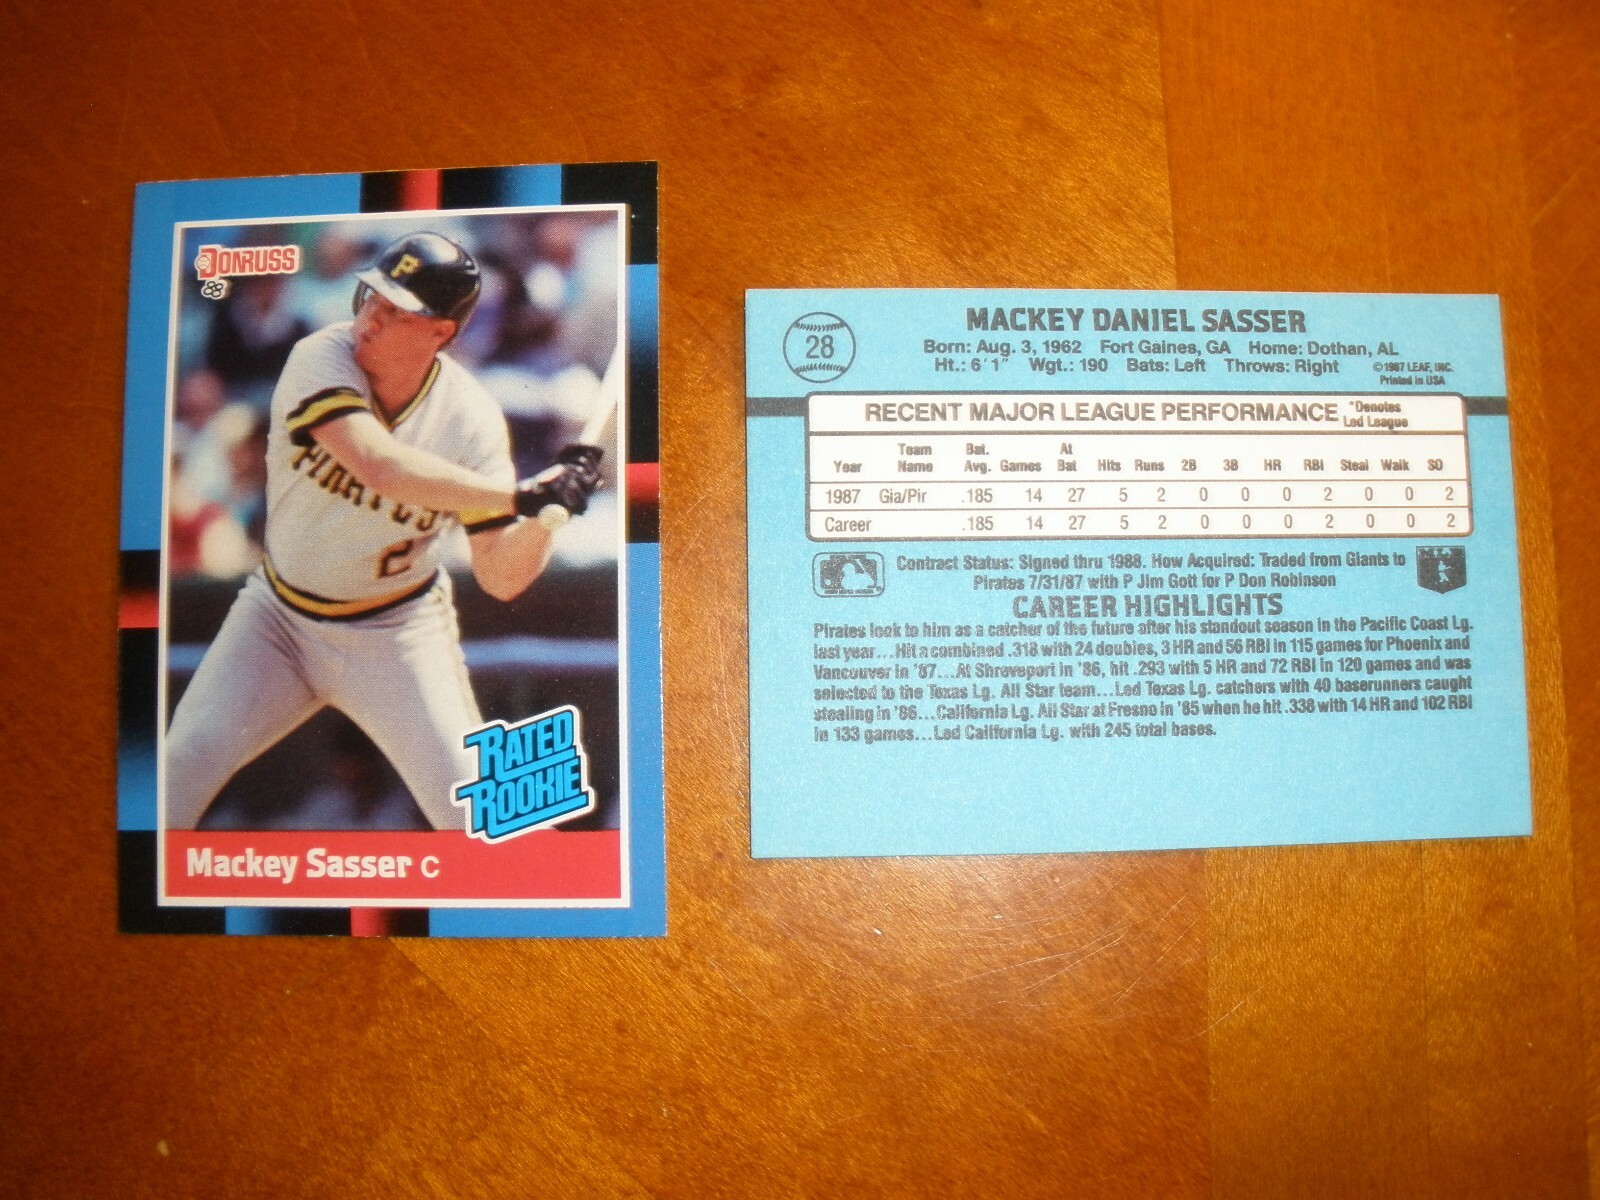 DONRUSS
88
P
PIRATES
2
RATED
ROOKIE
Mackey Sasser C
28
MACKEY DANIEL SASSER
Born: Aug. 3, 1962 Fort Gaines, GA Home: Dothan, AL
Ht.: 6'1" Wgt.: 190 Bats: Left Throws: Right
©1987 LEAF, INC.
Printed in USA
RECENT MAJOR LEAGUE PERFORMANCE *Denotes
Led League
Year Team Name Bat. Avg. Games At Bat Hits Runs 2B 3B HR RBI Steal Walk SO
1987 Gia/Pir .185 14 27 5 2 0 0 0 2 0 0 2
Career .185 14 27 5 2 0 0 0 2 0 0 2
Contract Status: Signed thru 1988. How Acquired: Traded from Giants to
Pirates 7/31/87 with P Jim Gott for P Don Robinson
CAREER HIGHLIGHTS
Pirates look to him as a catcher of the future after his standout season in the Pacific Coast Lg.
last year...Hit a combined .318 with 24 doubles, 3 HR and 56 RBI in 115 games for Phoenix and
Vancouver in '87...At Shreveport in '86, hit .293 with 5 HR and 72 RBI in 120 games and was
selected to the Texas Lg. All Star team...Led Texas Lg. catchers with 40 baserunners caught
stealing in '86...California Lg. All Star at Fresno in '85 when he hit .338 with 14 HR and 102 RBI
in 133 games...Led California Lg. with 245 total bases.